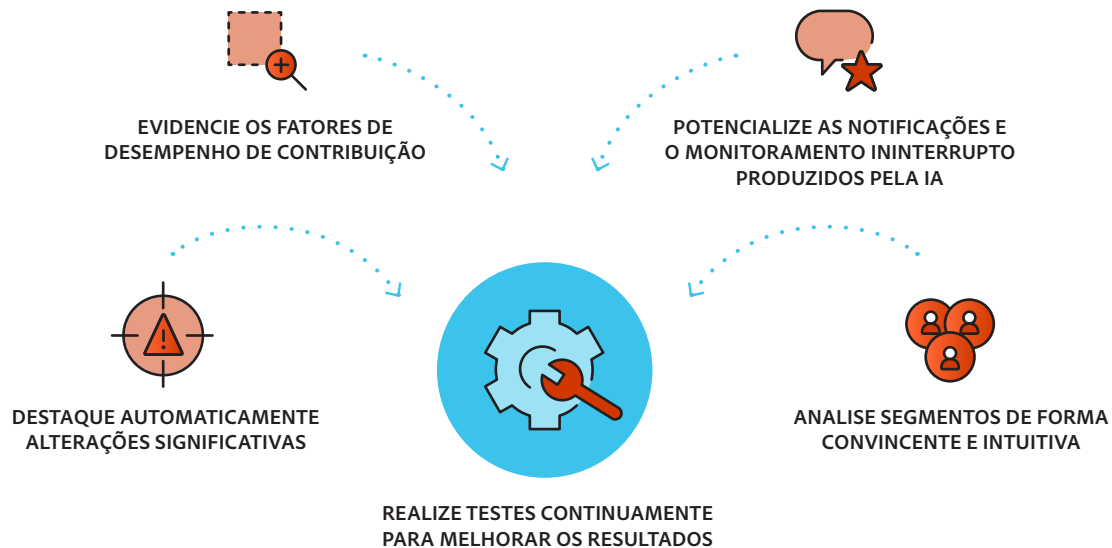 EVIDENCIE OS FATORES DE
DESEMPENHO DE CONTRIBUIÇÃO
POTENCIALIZE AS NOTIFICAÇÕES E
O MONITORAMENTO ININTERRUPTO
PRODUZIDOS PELA IA
DESTAQUE AUTOMATICAMENTE
ALTERAÇÕES SIGNIFICATIVAS
ANALISE SEGMENTOS DE FORMA
CONVINCENTE E INTUITIVA
REALIZE TESTES CONTINUAMENTE
PARA MELHORAR OS RESULTADOS